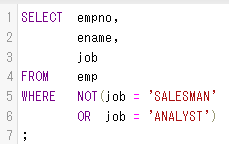 1 SELECT empno,
2 ename,
3 job
4 FROM emp
5 WHERE NOT(job = 'SALESMAN'
6 OR job = 'ANALYST')
7 ;